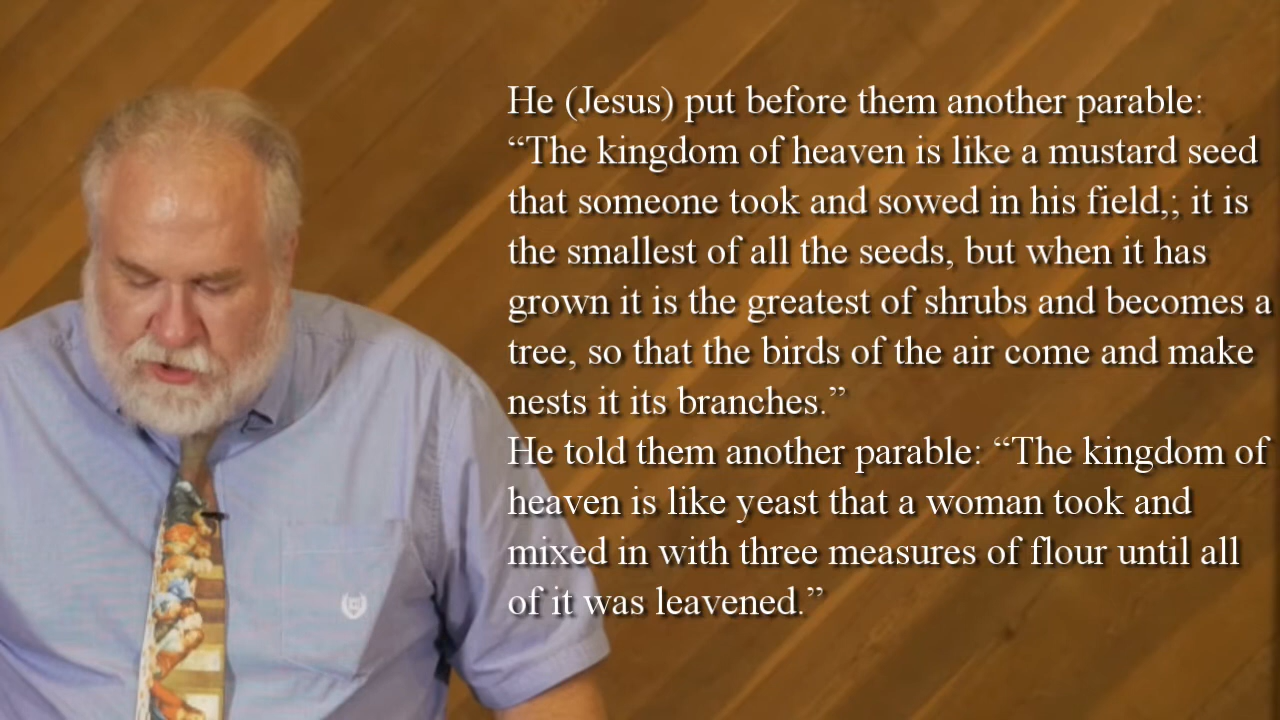 He (Jesus) put before them another parable:
“The kingdom of heaven is like a mustard seed
that someone took and sowed in his field,; it is
the smallest of all the seeds, but when it has
grown it is the greatest of shrubs and becomes a
tree, so that the birds of the air come and make
nests it its branches.”
He told them another parable: “The kingdom of
heaven is like yeast that a woman took and
mixed in with three measures of flour until all
of it was leavened.”